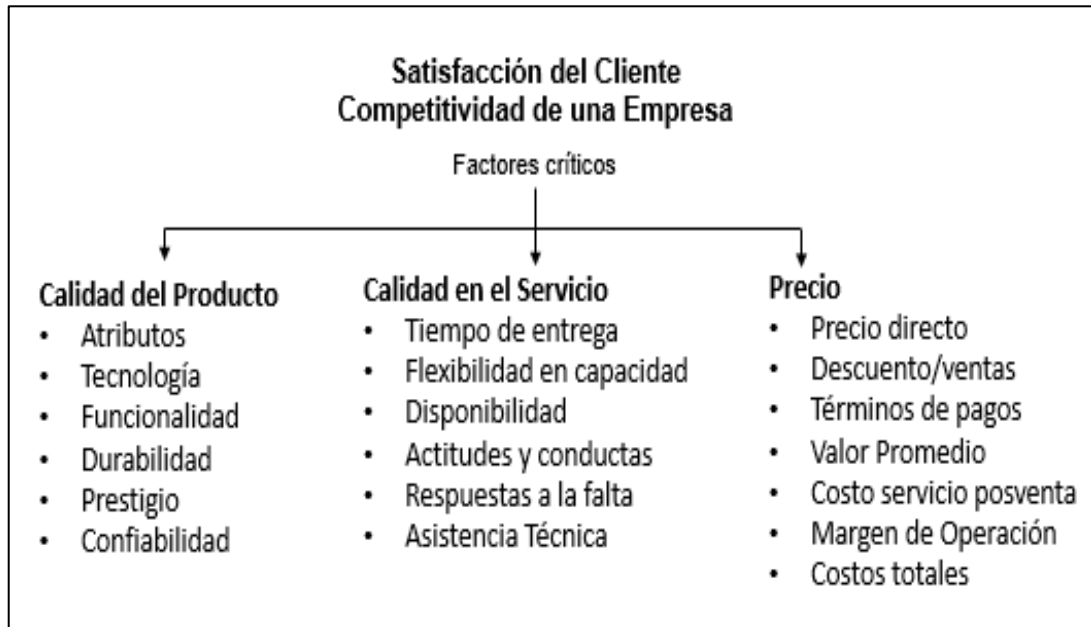 Satisfacción del Cliente
Competitividad de una Empresa
Factores críticos
Calidad del Producto
• Atributos
• Tecnología
• Funcionalidad
• Durabilidad
• Prestigio
• Confiabilidad
Calidad en el Servicio
• Tiempo de entrega
• Flexibilidad en capacidad
• Disponibilidad
• Actitudes y conductas
• Respuestas a la falta
• Asistencia Técnica
Precio
• Precio directo
• Descuento/ventas
• Términos de pagos
• Valor Promedio
• Costo servicio posventa
• Margen de Operación
• Costos totales